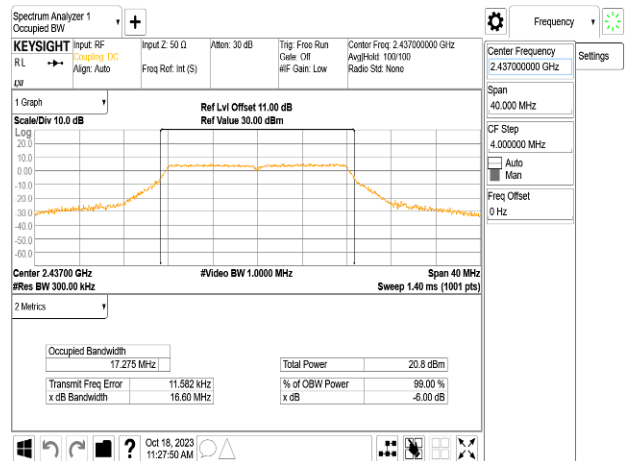 Spectrum Analyzer 1
Occupied BW
+
Frequency
KEYSIGHT
Input: RF
Coupling: DC
Align: Auto
Input Z: 50 Ω
Freq Ref: Int (S)
Atten: 30 dB
Trig: Free Run
Gate: Off
#IF Gain: Low
Center Freq: 2.437000000 GHz
Avg|Hold: 100/100
Radio Std: None
RL
Center Frequency
2.437000000 GHz
Settings
Span
40.000 MHz
CF Step
4.000000 MHz
Auto
Man
Freq Offset
0 Hz
1 Graph
Scale/Div 10.0 dB
Ref Lvl Offset 11.00 dB
Ref Value 30.00 dBm
Log
20.0
10.0
0.00
-10.0
-20.0
-30.0
-40.0
-50.0
-60.0
Center 2.43700 GHz
#Res BW 300.00 kHz
#Video BW 1.0000 MHz
Span 40 MHz
Sweep 1.40 ms (1001 pts)
2 Metrics
Occupied Bandwidth
17.275 MHz
Total Power 20.8 dBm
Transmit Freq Error 11.582 kHz
% of OBW Power 99.00 %
x dB Bandwidth 16.60 MHz
x dB -6.00 dB
?
Oct 18, 2023
11:27:50 AM